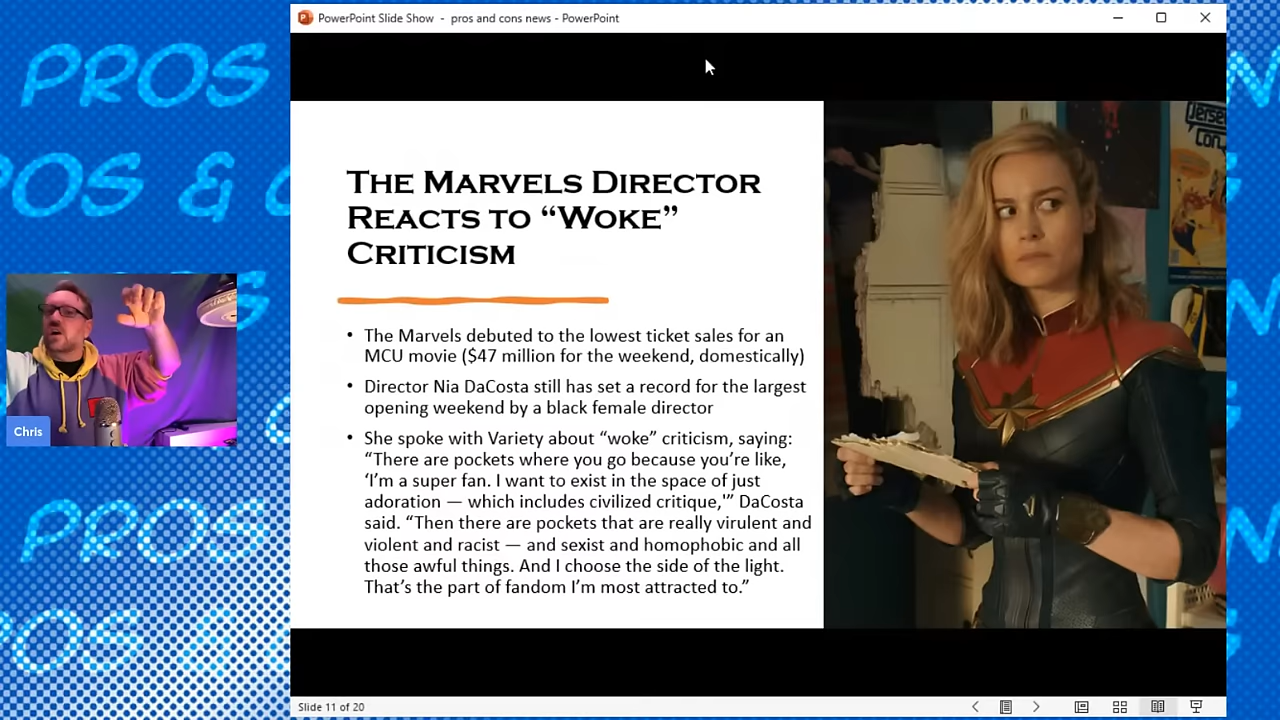 PowerPoint Slide Show - pros and cons news - PowerPoint
PROS
OS & C
PROS
OS
THE MARVELS DIRECTOR
REACTS TO “WOKE”
CRITICISM
• The Marvels debuted to the lowest ticket sales for an
MCU movie ($47 million for the weekend, domestically)
• Director Nia DaCosta still has set a record for the largest
opening weekend by a black female director
• She spoke with Variety about “woke” criticism, saying:
“There are pockets where you go because you’re like,
‘I’m a super fan. I want to exist in the space of just
adoration — which includes civilized critique,'” DaCosta
said. “Then there are pockets that are really virulent and
violent and racist — and sexist and homophobic and all
those awful things. And I choose the side of the light.
That’s the part of fandom I’m most attracted to.”
Jersey
Con
Chris
Slide 11 of 20